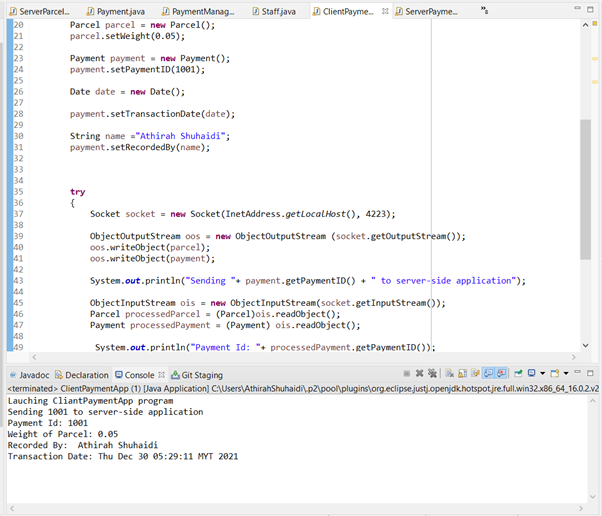 ServerParcel... Payment.java PaymentManag... Staff.java ClientPayme... ServerPayme... »8
20 Parcel parcel = new Parcel();
21 parcel.setWeight(0.05);
22
23 Payment payment = new Payment();
24 payment.setPaymntID(1001);
25
26 Date date = new Date();
27
28 payment.setTransactionDate(date);
29
30 String name ="Athirah Shuhaidi";
31 payment.setRecordedBy(name);
32
33
34
35 try
36 {
37 Socket socket = new Socket(InetAddress.getLocalHost(), 4223);
38
39 ObjectOutputStream oos = new ObjectOutputStream (socket.getOutputStream());
40 oos.writeObject(parcel);
41 oos.writeObject(payment);
42
43 System.out.println("Sending "+ payment.getPaymntID() + " to server-side application");
44
45 ObjectInputStream ois = new ObjectInputStream(socket.getInputStream());
46 Parcel processedParcel = (Parcel)ois.readObject();
47 Payment processedPayment = (Payment) ois.readObject();
48
49 System.out.println("Payment Id: "+ processedPayment.getPaymntID());
Javadoc Declaration Console Git Staging
<terminated> ClientPaymentApp (1) [Java Application] C:\Users\AthirahShuhaidi\.p2\pool\plugins\org.eclipse.justj.openjdk.hotspot.jre.full.win32.x86_64_16.0.2.v2
Lauching CliantPaymentApp program
Sending 1001 to server-side application
Payment Id: 1001
Weight of Parcel: 0.05
Recorded By: Athirah Shuhaidi
Transaction Date: Thu Dec 30 05:29:11 MYT 2021